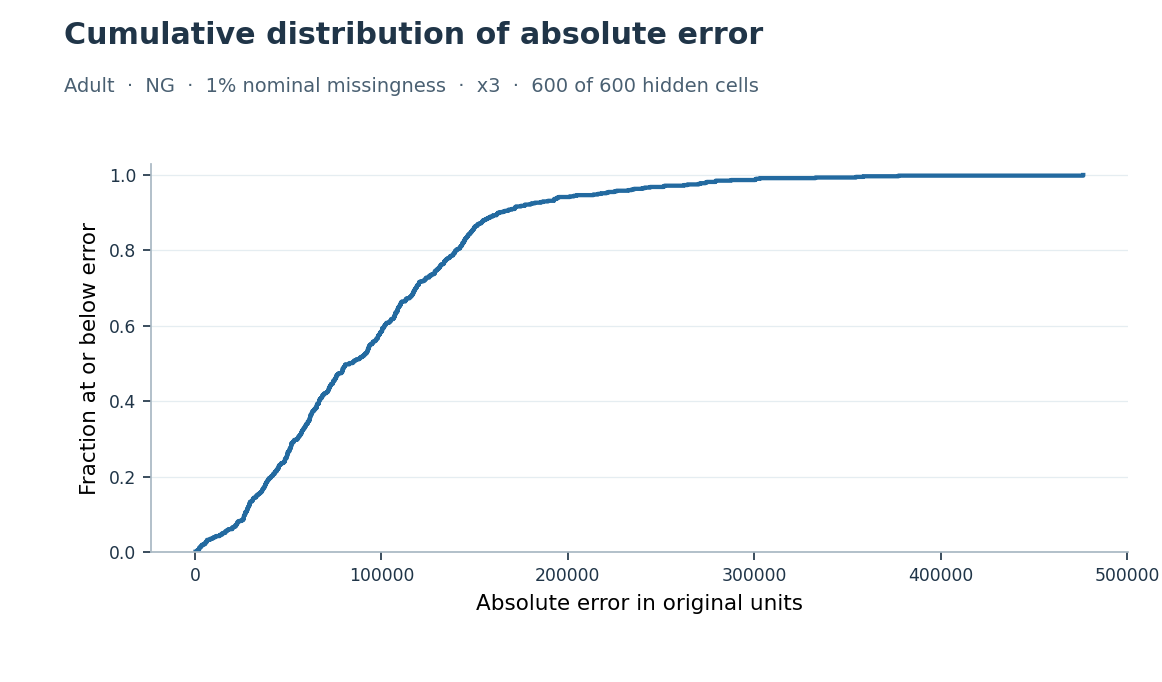 Cumulative distribution of absolute error
Adult · NG · 1% nominal missingness · x3 · 600 of 600 hidden cells
Fraction at or below error
1.0
0.8
0.6
0.4
0.2
0.0
0 100000 200000 300000 400000 500000
Absolute error in original units